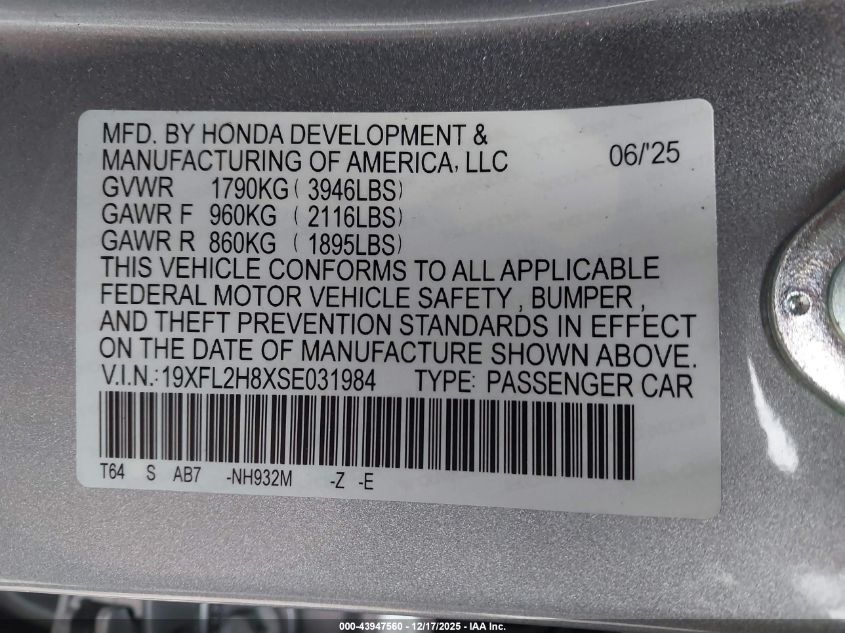 MFD. BY HONDA DEVELOPMENT &
MANUFACTURING OF AMERICA, LLC 06/'25
GVWR 1790KG ( 3946LBS)
GAWR F 960KG ( 2116LBS)
GAWR R 860KG ( 1895LBS)
THIS VEHICLE CONFORMS TO ALL APPLICABLE
FEDERAL MOTOR VEHICLE SAFETY , BUMPER ,
AND THEFT PREVENTION STANDARDS IN EFFECT
ON THE DATE OF MANUFACTURE SHOWN ABOVE.
V.I.N.:19XFL2H8XSE031984 TYPE: PASSENGER CAR
T64 S AB7 -NH932M -Z -E
000-43947560 - 12/17/2025 - IAA Inc.